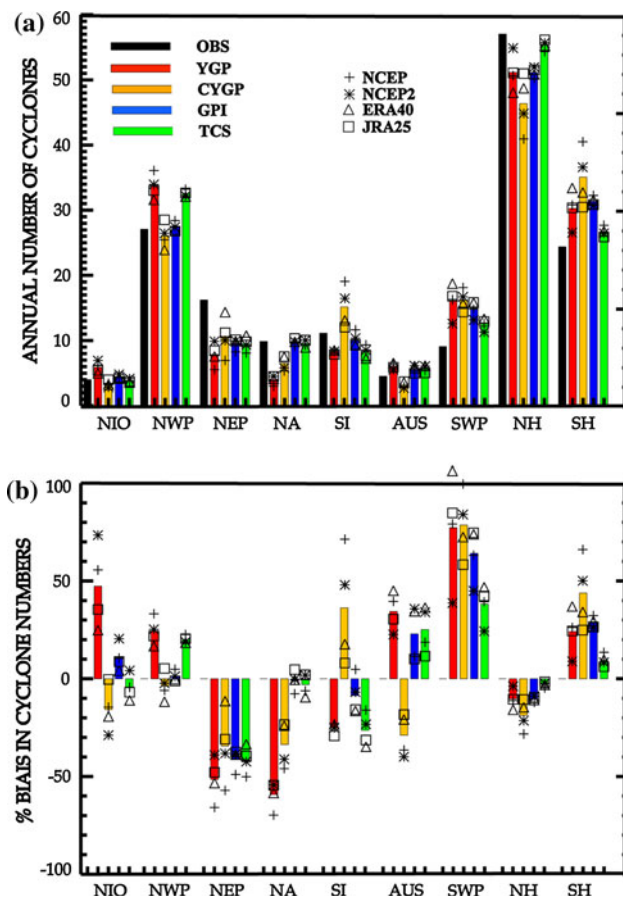 (a)
60
50
40
30
20
10
0
ANNUAL NUMBER OF CYCLONES
OBS
YGP
CYGP
GPI
TCS
NCEP
NCEP2
ERA40
JRA25
NIO NWP NEP NA SI AUS SWP NH SH
(b)
100
50
0
-50
-100
% BIAIS IN CYCLONE NUMBERS
NIO NWP NEP NA SI AUS SWP NH SH